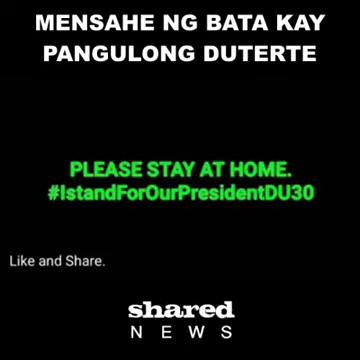 MENSAHE NG BATA KAY
PANGULONG DUTERTE
PLEASE STAY AT HOME.
#IstandForOurPresidentDU30
Like and Share.
shared
NEWS